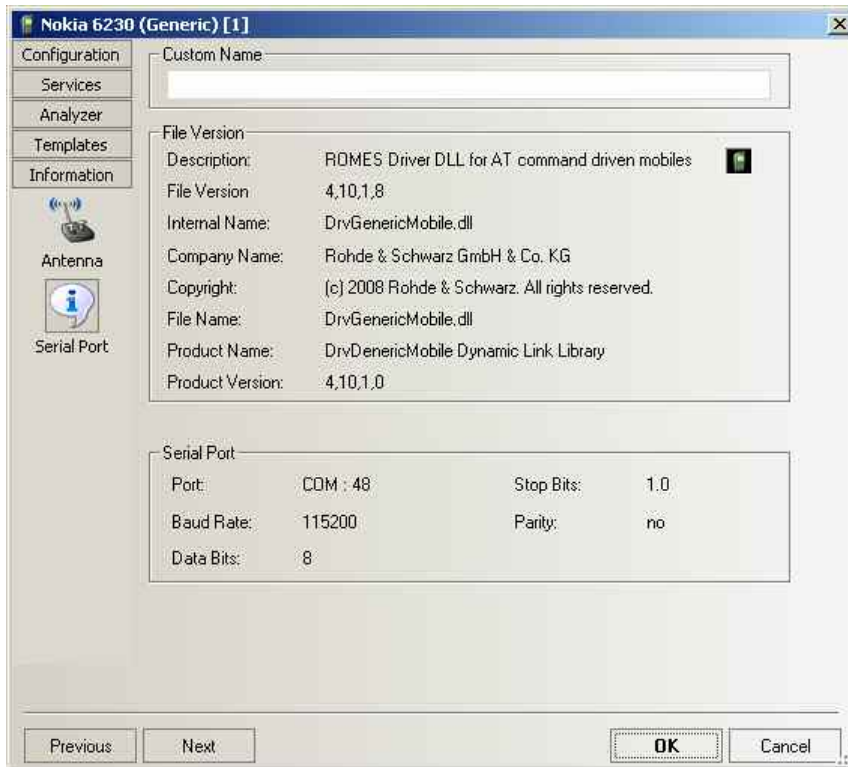 Nokia 6230 (Generic) [1]
Configuration
Services
Analyzer
Templates
Information
Antenna
Serial Port
Custom Name
File Version
Description: ROMES Driver DLL for AT command driven mobiles
File Version 4,10,1,8
Internal Name: DrvGenericMobile.dll
Company Name: Rohde & Schwarz GmbH & Co. KG
Copyright: (c) 2008 Rohde & Schwarz. All rights reserved.
File Name: DrvGenericMobile.dll
Product Name: DrvDenericMobile Dynamic Link Library
Product Version: 4,10,1,0
Serial Port
Port: COM : 48 Stop Bits: 1.0
Baud Rate: 115200 Parity: no
Data Bits: 8
Previous Next OK Cancel